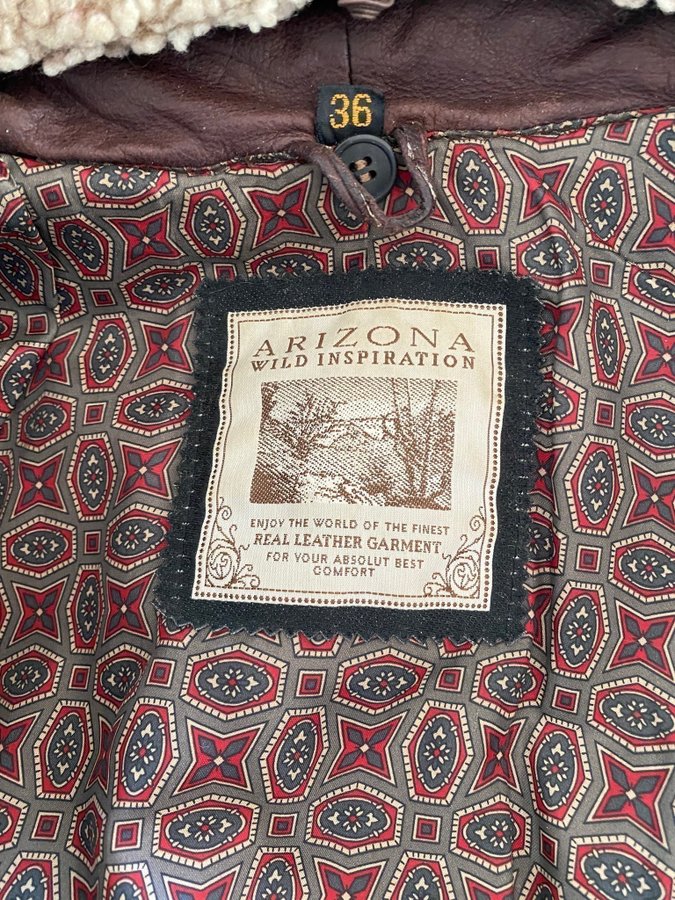 36
ARIZONA
WILD INSPIRATION
ENJOY THE WORLD OF THE FINEST
REAL LEATHER GARMENT
FOR YOUR ABSOLUT BEST
COMFORT